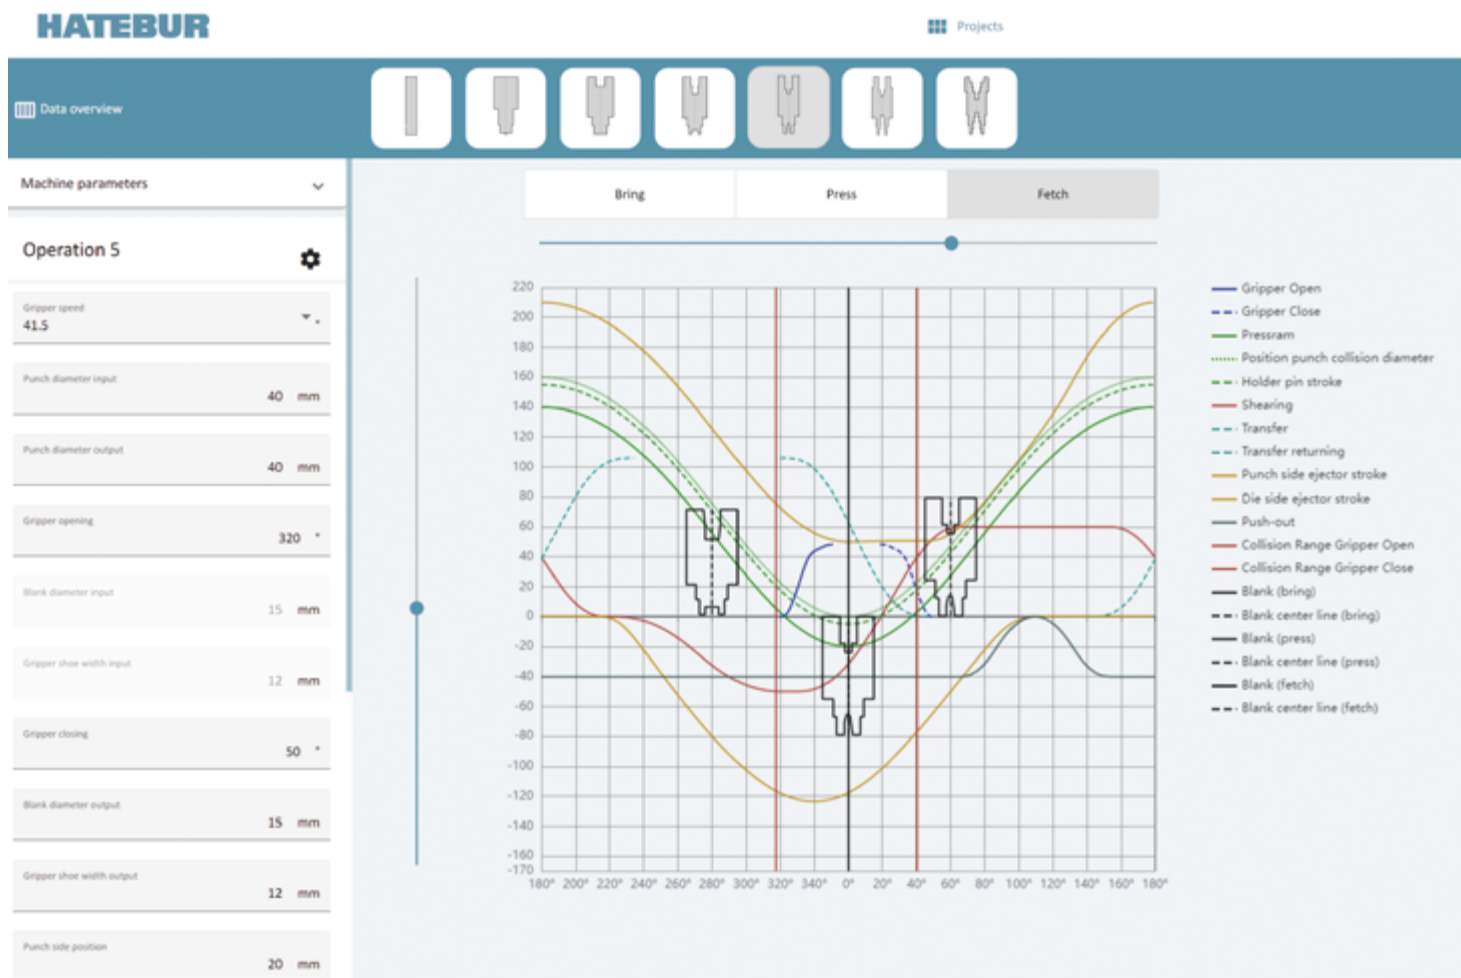 HATEBUR
Projects
Data overview
Machine parameters
Bring
Press
Fetch
Operation 5
Gripper speed
41.5
Punch diameter input
40 mm
Punch diameter output
40 mm
Gripper opening
320 °
Blank diameter input
15 mm
Gripper shoe width input
12 mm
Gripper closing
50 °
Blank diameter output
15 mm
Gripper shoe width output
12 mm
Punch side position
20 mm
220
200
180
160
140
120
100
80
60
40
20
0
-20
-40
-60
-80
-100
-120
-140
-160
-170
180° 200° 220° 240° 260° 280° 300° 320° 340° 0° 20° 40° 60° 80° 100° 120° 140° 160° 180°
Gripper Open
Gripper Close
Pressram
Position punch collision diameter
Holder pin stroke
Shearing
Transfer
Transfer returning
Punch side ejector stroke
Die side ejector stroke
Push-out
Collision Range Gripper Open
Collision Range Gripper Close
Blank (bring)
Blank center line (bring)
Blank (press)
Blank center line (press)
Blank (fetch)
Blank center line (fetch)